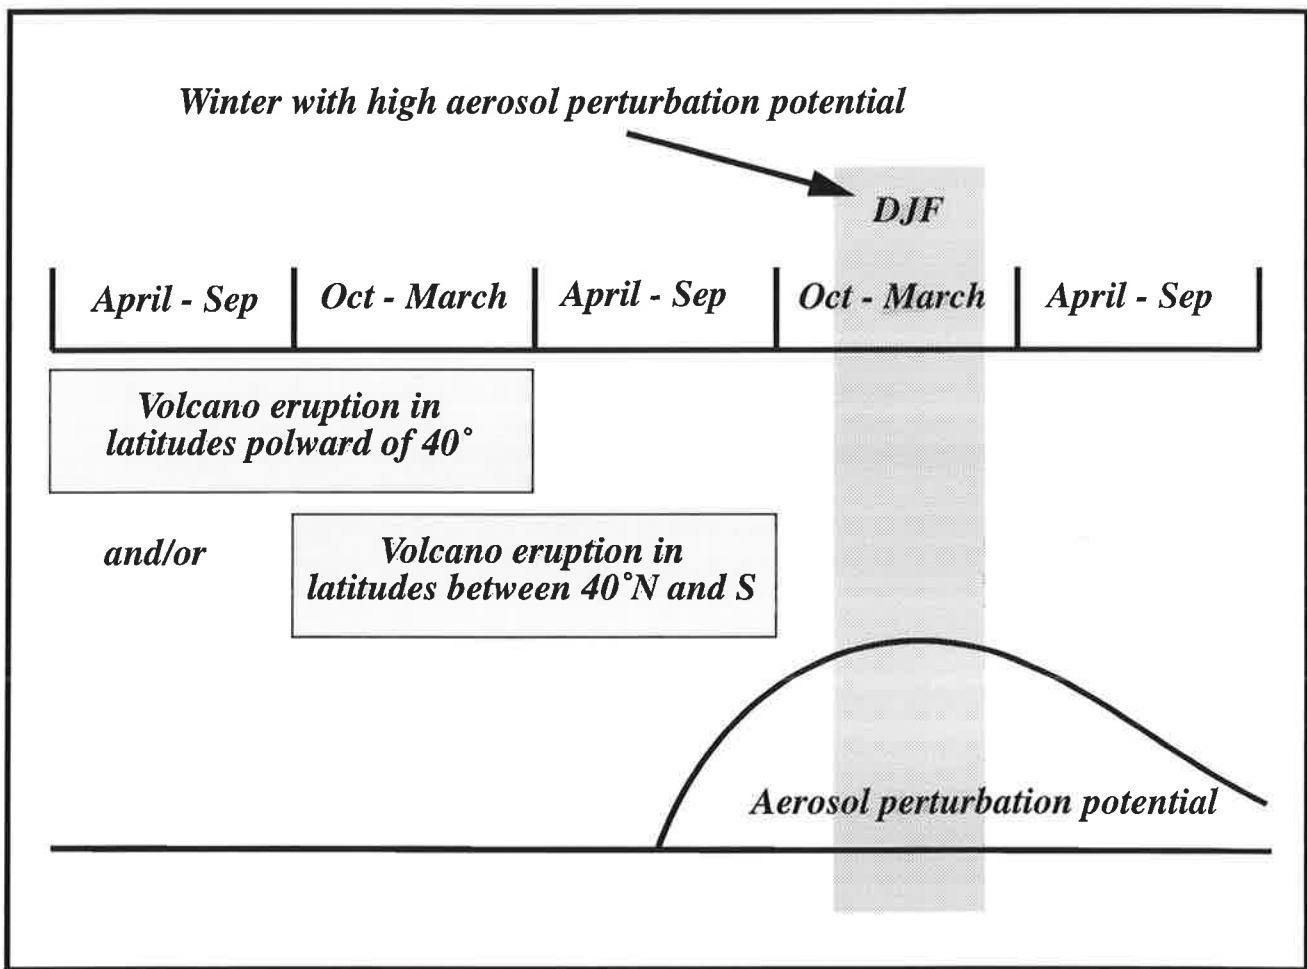 Winter with high aerosol perturbation potential
DJF
April - Sep
Oct - March
April - Sep
Oct - March
April - Sep
Volcano eruption in
latitudes polward of 40°
and/or
Volcano eruption in
latitudes between 40°N and S
Aerosol perturbation potential